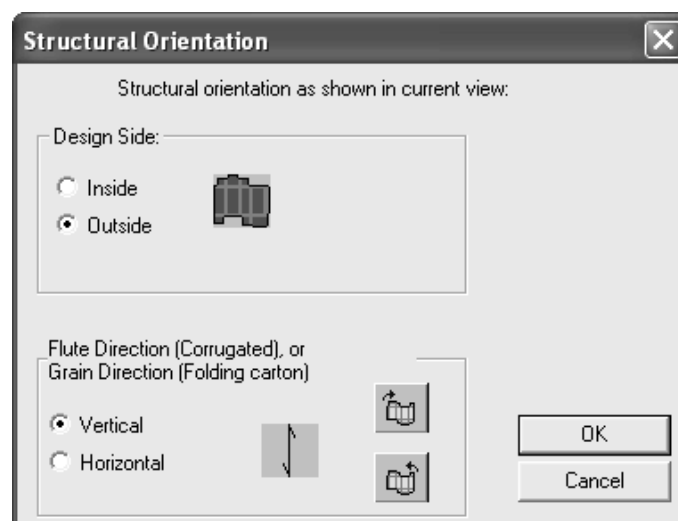 Structural Orientation
Structural orientation as shown in current view:
Design Side:
Inside
Outside
Flute Direction (Corrugated), or
Grain Direction (Folding carton)
Vertical
Horizontal
OK
Cancel